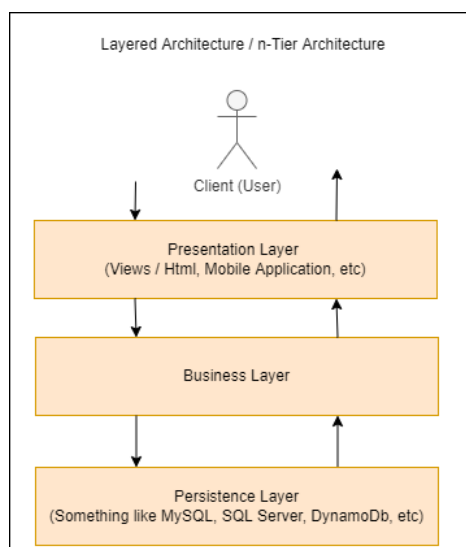 Layered Architecture / n-Tier Architecture
Client (User)
Presentation Layer
(Views / Html, Mobile Application, etc)
Business Layer
Persistence Layer
(Something like MySQL, SQL Server, DynamoDb, etc)